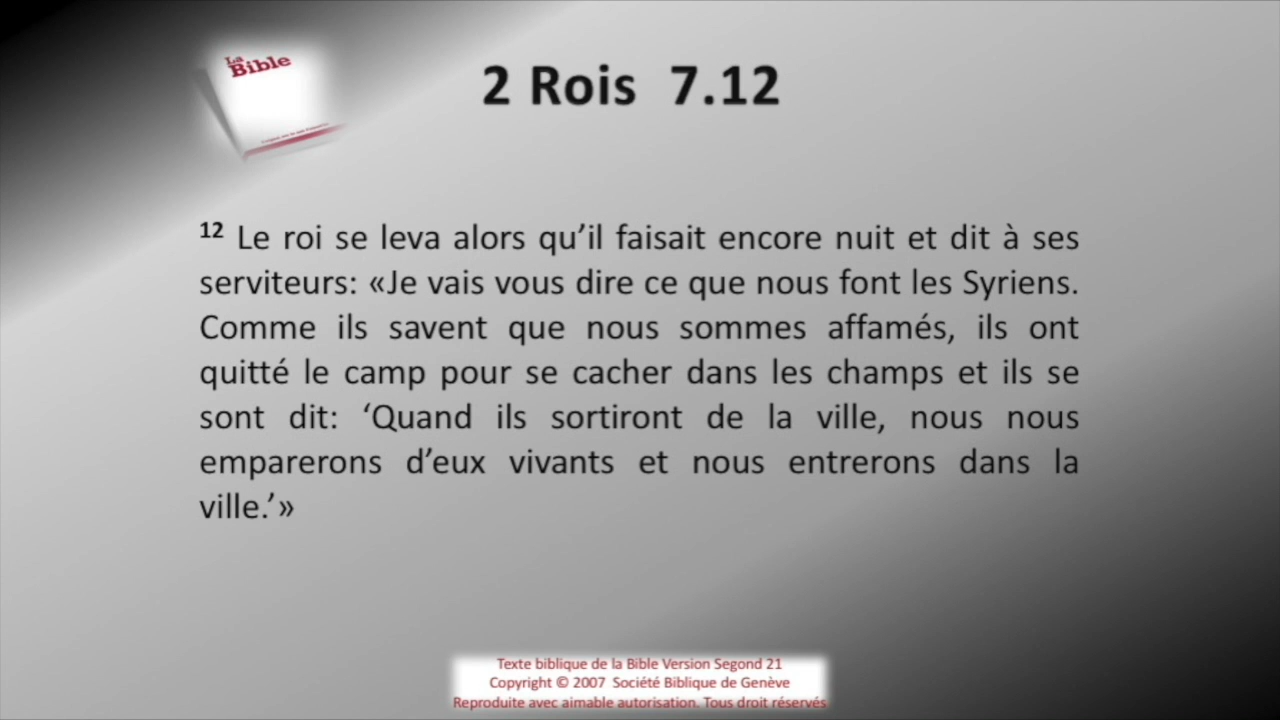 La
Bible
2 Rois 7.12
12 Le roi se leva alors qu’il faisait encore nuit et dit à ses
serviteurs: «Je vais vous dire ce que nous font les Syriens.
Comme ils savent que nous sommes affamés, ils ont
quitté le camp pour se cacher dans les champs et ils se
sont dit: ‘Quand ils sortiront de la ville, nous nous
emparerons d’eux vivants et nous entrerons dans la
ville.’»
Texte biblique de la Bible Version Segond 21
Copyright © 2007 Société Biblique de Genève
Reproduite avec aimable autorisation. Tous droit réservés